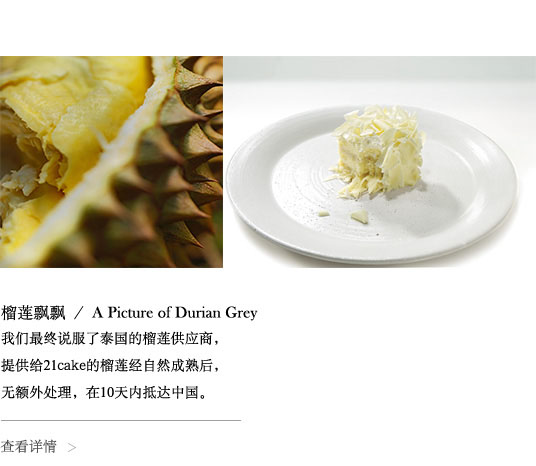 榴莲飘飘 / A Picture of Durian Grey
我们最终说服了泰国的榴莲供应商，
提供给21cake的榴莲经自然成熟后，
无额外处理，在10天内抵达中国。
查看详情 >